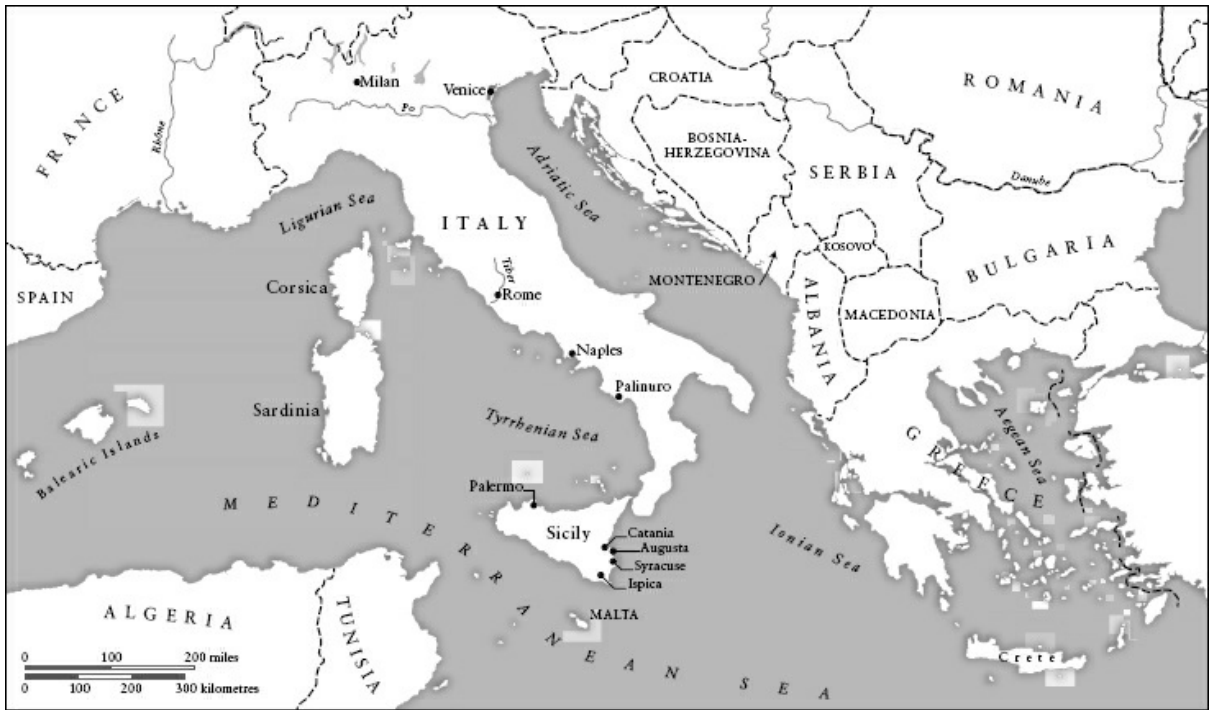 FRANCE
Rhône
Milan
Venice
Po
CROATIA
ROMANIA
BOSNIA-
HERZEGOVINA
SERBIA
Danube
Adriatic Sea
Ligurian Sea
ITALY
Tiber
Rome
Corsica
SPAIN
KOSOVO
MONTENEGRO
BULGARIA
ALBANIA
MACEDONIA
Naples
Palinuro
Sardinia
Tyrrhenian Sea
Balearic Islands
Aegean Sea
GREECE
Palermo
MEDITERRANEAN SEA
Sicily
Catania
Augusta
Syracuse
Ispica
Ionian Sea
MALTA
ALGERIA
TUNISIA
Crete
0 100 200 miles
0 100 200 300 kilometres